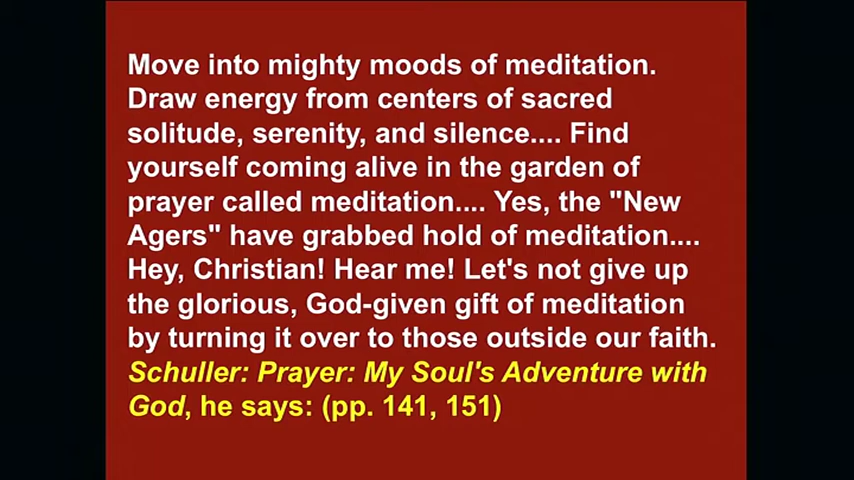 Move into mighty moods of meditation.
Draw energy from centers of sacred
solitude, serenity, and silence.... Find
yourself coming alive in the garden of
prayer called meditation.... Yes, the "New
Agers" have grabbed hold of meditation....
Hey, Christian! Hear me! Let's not give up
the glorious, God-given gift of meditation
by turning it over to those outside our faith.
Schuller: Prayer: My Soul's Adventure with
God, he says: (pp. 141, 151)